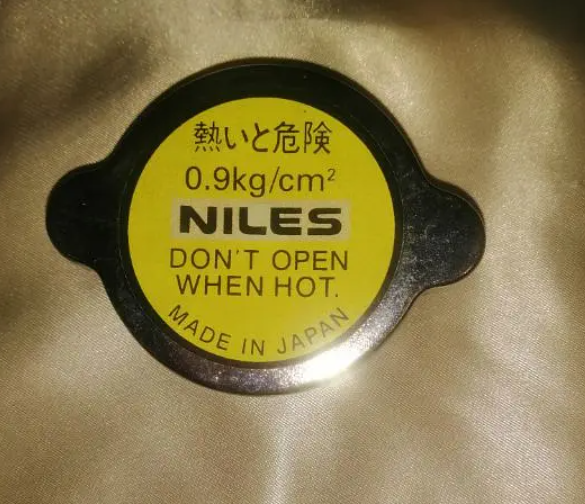 熱いと危険
0.9kg/cm²
NILES
DON'T OPEN
WHEN HOT.
MADE IN JAPAN